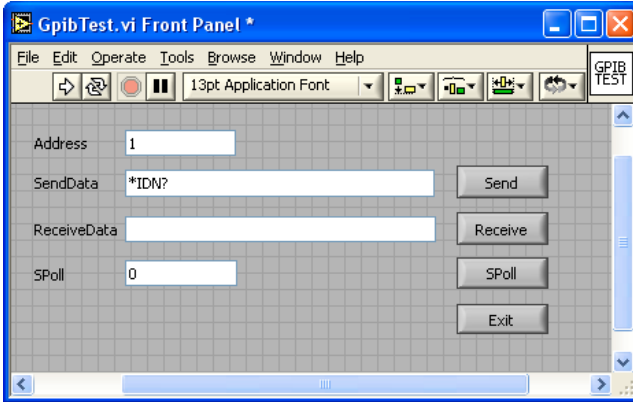 GpibTest.vi Front Panel *
File Edit Operate Tools Browse Window Help
13pt Application Font
GPIB
TEST
Address 1
SendData *IDN? Send
ReceiveData Receive
SPoll 0 SPoll
Exit